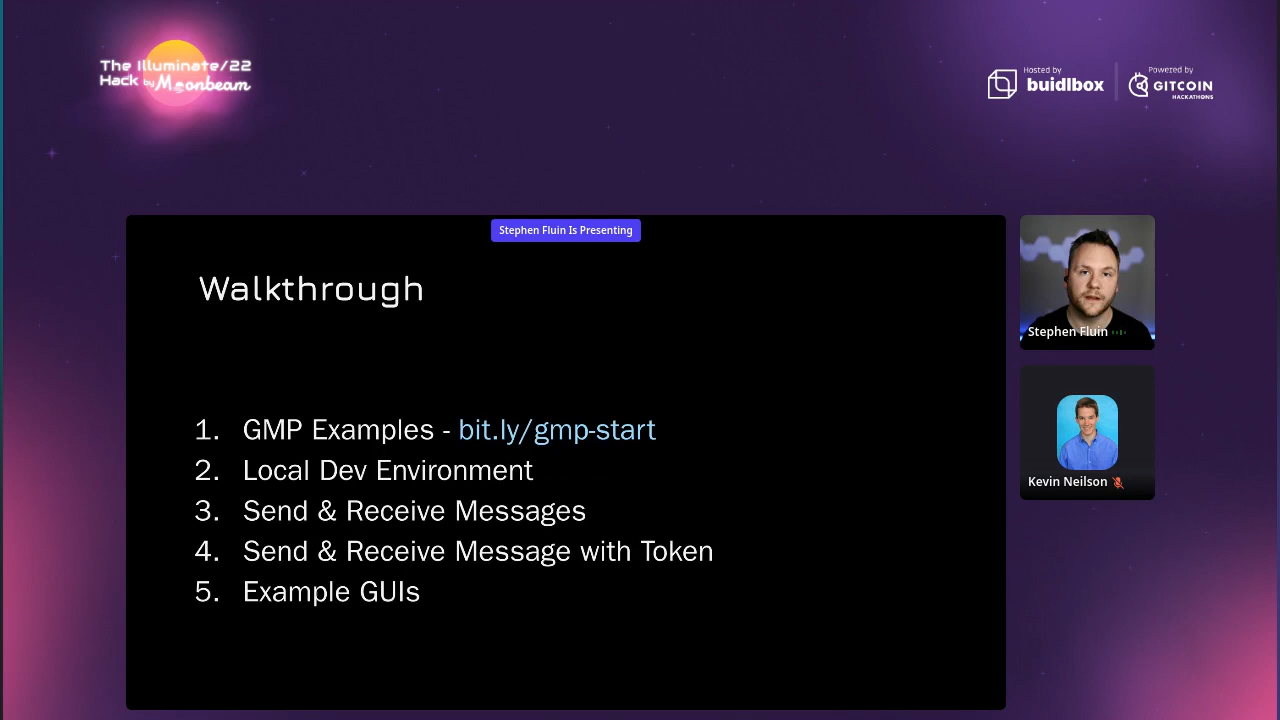 The Illuminate/22
Hack by Moonbeam
Hosted by
buidlbox
Powered by
GITCOIN
HACKATHONS
Stephen Fluin Is Presenting
Walkthrough
1. GMP Examples - bit.ly/gmp-start
2. Local Dev Environment
3. Send & Receive Messages
4. Send & Receive Message with Token
5. Example GUIs
Stephen Fluin
Kevin Neilson